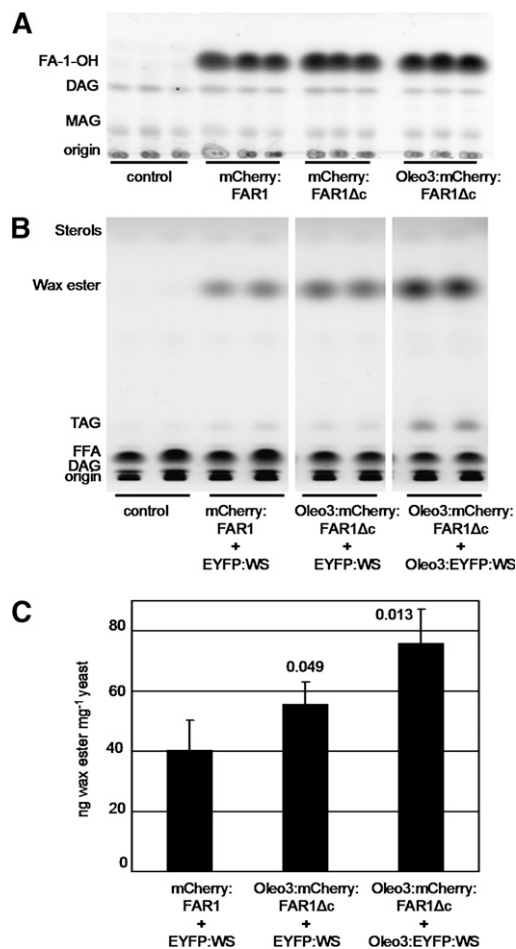 A
FA-1-OH
DAG
MAG
origin
control
mCherry:
FAR1
mCherry:
FAR1Δc
Oleo3:mCherry:
FAR1Δc
B
Sterols
Wax ester
TAG
FFA
DAG
origin
control
mCherry:
FAR1
+
EYFP:WS
Oleo3:mCherry:
FAR1Δc
+
EYFP:WS
Oleo3:mCherry:
FAR1Δc
+
Oleo3:EYFP:WS
C
ng wax ester mg⁻¹ yeast
80
60
40
20
0
0.049
0.013
mCherry:
FAR1
+
EYFP:WS
Oleo3:mCherry:
FAR1Δc
+
EYFP:WS
Oleo3:mCherry:
FAR1Δc
+
Oleo3:EYFP:WS